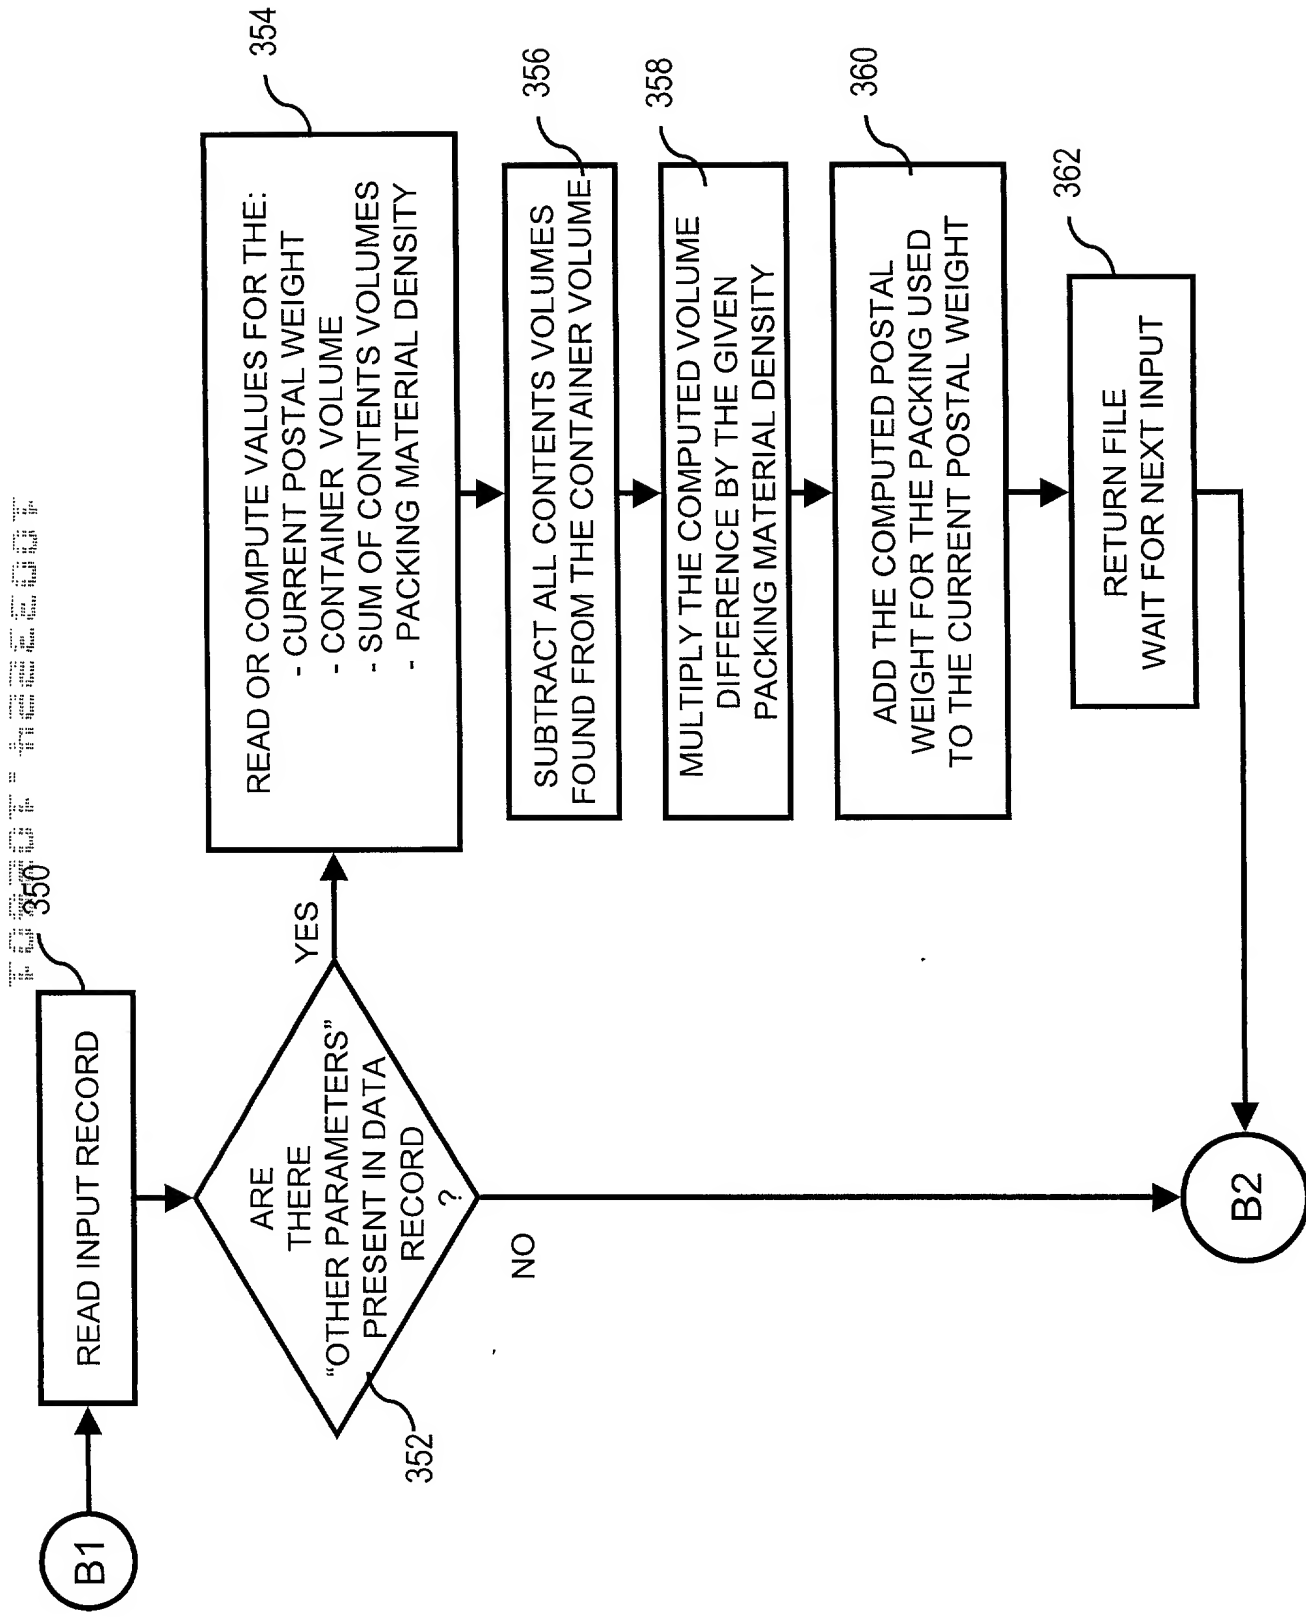 B1
READ INPUT RECORD
350
ARE
THERE
“OTHER PARAMETERS”
PRESENT IN DATA
RECORD
?
352
YES
NO
READ OR COMPUTE VALUES FOR THE:
- CURRENT POSTAL WEIGHT
- CONTAINER VOLUME
- SUM OF CONTENTS VOLUMES
- PACKING MATERIAL DENSITY
354
SUBTRACT ALL CONTENTS VOLUMES
FOUND FROM THE CONTAINER VOLUME
356
MULTIPLY THE COMPUTED VOLUME
DIFFERENCE BY THE GIVEN
PACKING MATERIAL DENSITY
358
ADD THE COMPUTED POSTAL
WEIGHT FOR THE PACKING USED
TO THE CURRENT POSTAL WEIGHT
360
RETURN FILE
WAIT FOR NEXT INPUT
362
B2